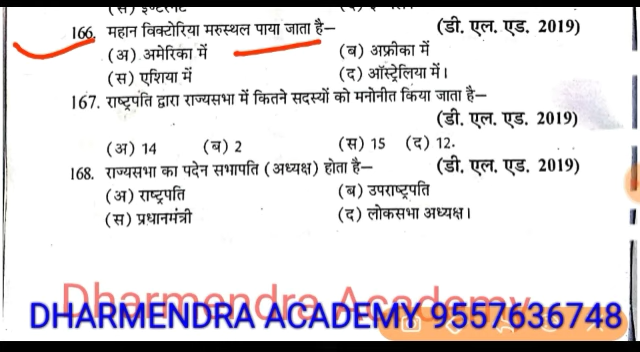 (स) इण्टरनेट
166. महान विक्टोरिया मरुस्थल पाया जाता है– (डी. एल. एड. 2019)
(अ) अमेरिका में (ब) अफ्रीका में
(स) एशिया में (द) ऑस्ट्रेलिया में।
167. राष्ट्रपति द्वारा राज्यसभा में कितने सदस्यों को मनोनीत किया जाता है–
(डी. एल. एड. 2019)
(अ) 14 (ब) 2 (स) 15 (द) 12.
168. राज्यसभा का पदेन सभापति (अध्यक्ष) होता है– (डी. एल. एड. 2019)
(अ) राष्ट्रपति (ब) उपराष्ट्रपति
(स) प्रधानमंत्री (द) लोकसभा अध्यक्ष।
Dharmendra Academy
DHARMENDRA ACADEMY 9557636748